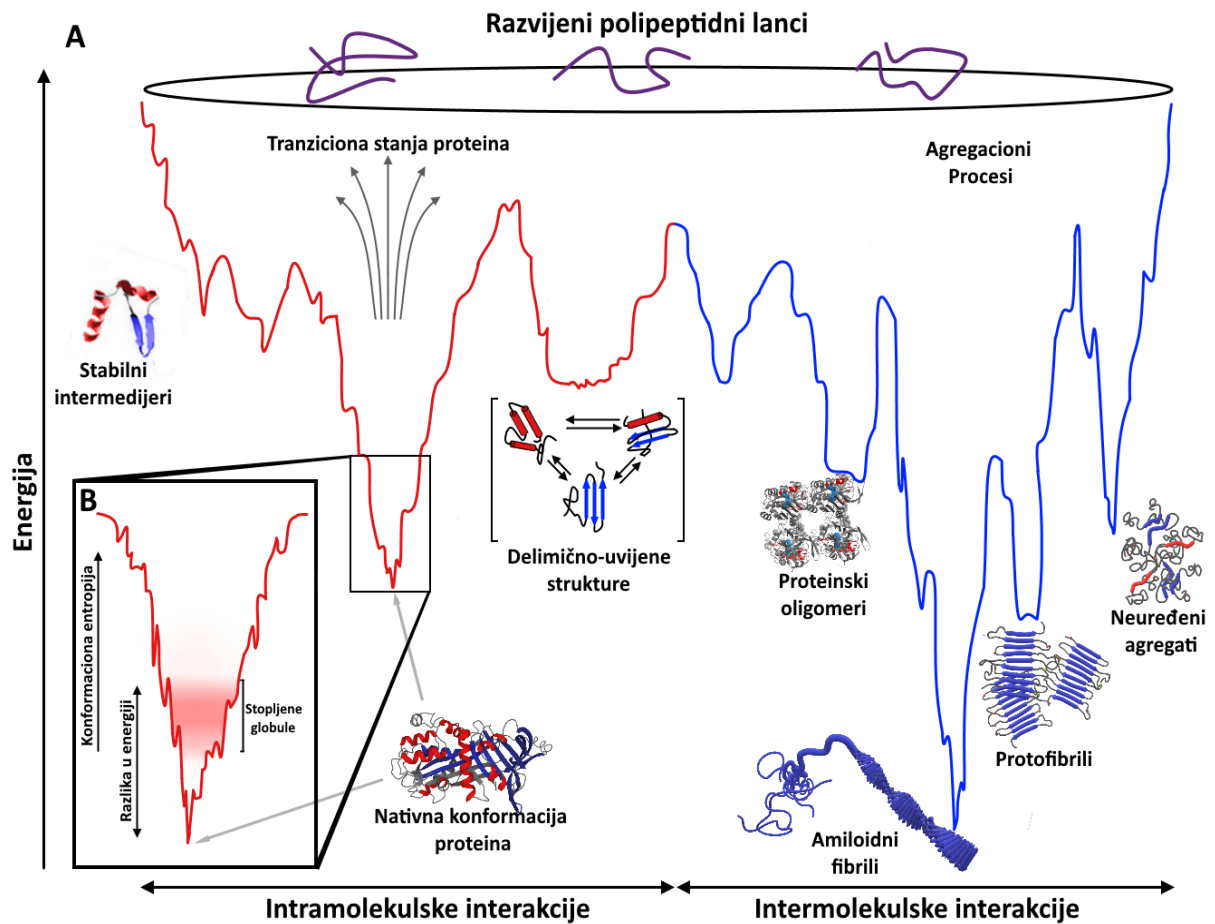 A
Razvijeni polipeptidni lanci
Tranziciona stanja proteina
Agregacioni
Procesi
Stabilni
intermedijeri
Energija
Delimično-uvijene
strukture
Proteinski
oligomeri
Neuređeni
agregati
Protofibrili
Amiloidni
fibrili
B
Konformaciona entropija
Razlika u energiji
Stopljene
globule
Nativna konformacija
proteina
Intramolekulske interakcije
Intermolekulske interakcije